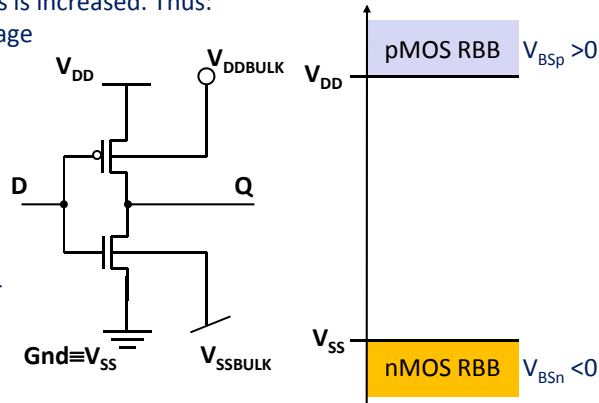 s is increased. Thus:
age
V_DD
V_DDBULK
D
Q
Gnd≡V_SS
V_SSBULK
pMOS RBB
V_BSp >0
V_DD
V_SS
nMOS RBB
V_BSn <0